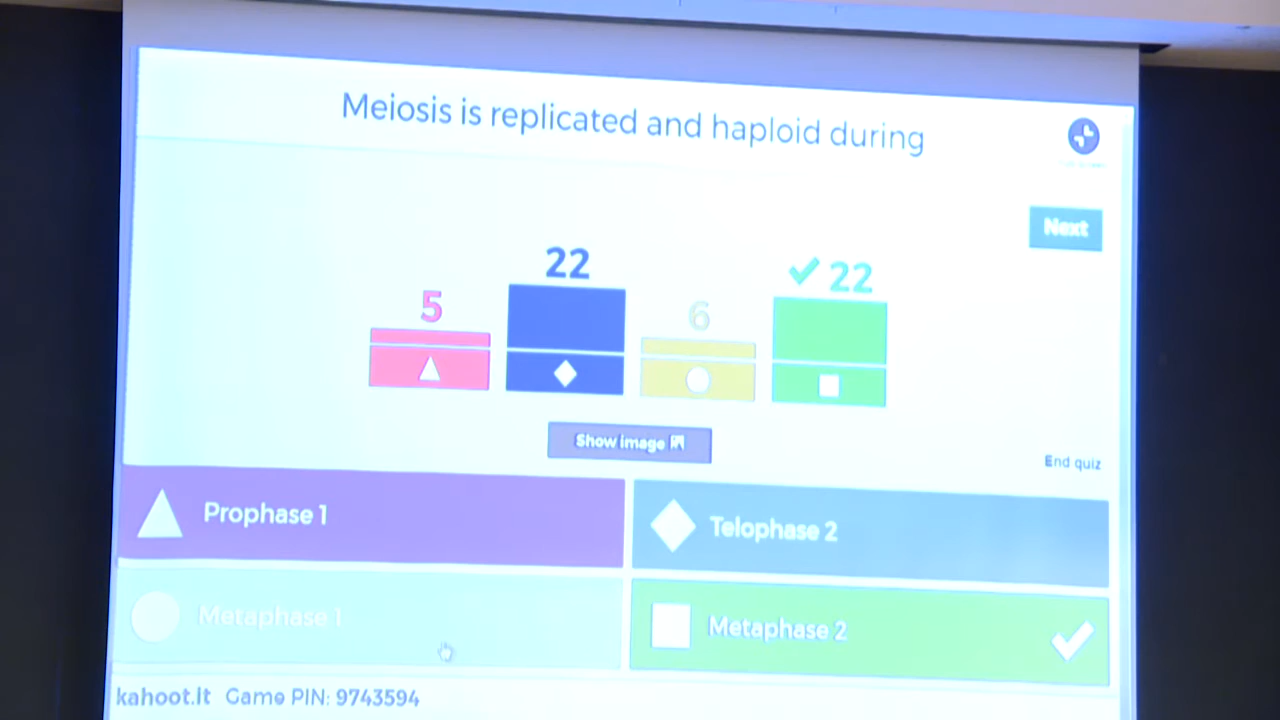 Meiosis is replicated and haploid during
Next
22
22
5
6
Show image
End quiz
Prophase 1
Telophase 2
Metaphase 1
Metaphase 2
kahoot.it Game PIN: 9743594